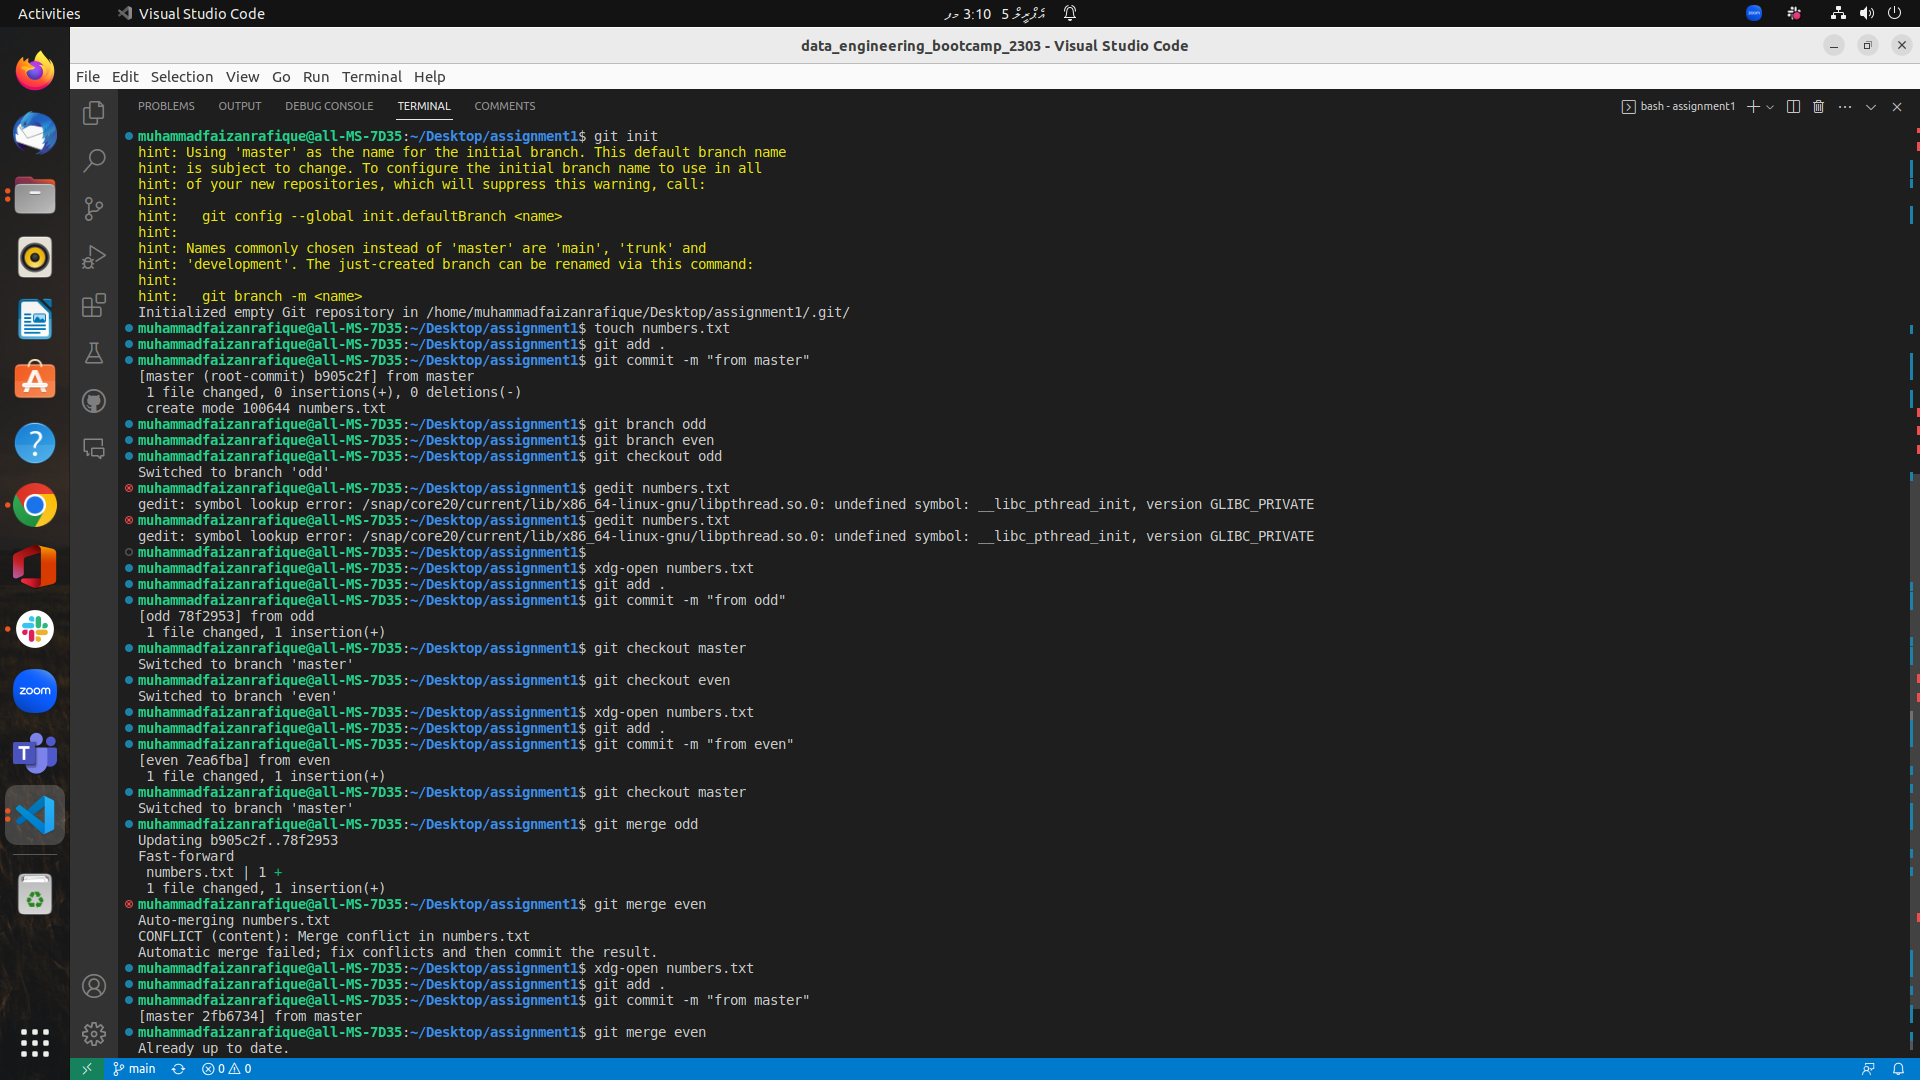 Activities
Visual Studio Code
3:10 މފ 5 އެޕްރީލް
zoom
data_engineering_bootcamp_2303 - Visual Studio Code
File Edit Selection View Go Run Terminal Help
PROBLEMS OUTPUT DEBUG CONSOLE TERMINAL COMMENTS
bash - assignment1
muhammadfaizanrafique@all-MS-7D35:~/Desktop/assignment1$ git init
hint: Using 'master' as the name for the initial branch. This default branch name
hint: is subject to change. To configure the initial branch name to use in all
hint: of your new repositories, which will suppress this warning, call:
hint:
hint:   git config --global init.defaultBranch <name>
hint:
hint: Names commonly chosen instead of 'master' are 'main', 'trunk' and
hint: 'development'. The just-created branch can be renamed via this command:
hint:
hint:   git branch -m <name>
Initialized empty Git repository in /home/muhammadfaizanrafique/Desktop/assignment1/.git/
muhammadfaizanrafique@all-MS-7D35:~/Desktop/assignment1$ touch numbers.txt
muhammadfaizanrafique@all-MS-7D35:~/Desktop/assignment1$ git add .
muhammadfaizanrafique@all-MS-7D35:~/Desktop/assignment1$ git commit -m "from master"
[master (root-commit) b905c2f] from master
 1 file changed, 0 insertions(+), 0 deletions(-)
 create mode 100644 numbers.txt
muhammadfaizanrafique@all-MS-7D35:~/Desktop/assignment1$ git branch odd
muhammadfaizanrafique@all-MS-7D35:~/Desktop/assignment1$ git branch even
muhammadfaizanrafique@all-MS-7D35:~/Desktop/assignment1$ git checkout odd
Switched to branch 'odd'
muhammadfaizanrafique@all-MS-7D35:~/Desktop/assignment1$ gedit numbers.txt
gedit: symbol lookup error: /snap/core20/current/lib/x86_64-linux-gnu/libpthread.so.0: undefined symbol: __libc_pthread_init, version GLIBC_PRIVATE
muhammadfaizanrafique@all-MS-7D35:~/Desktop/assignment1$ gedit numbers.txt
gedit: symbol lookup error: /snap/core20/current/lib/x86_64-linux-gnu/libpthread.so.0: undefined symbol: __libc_pthread_init, version GLIBC_PRIVATE
muhammadfaizanrafique@all-MS-7D35:~/Desktop/assignment1$
muhammadfaizanrafique@all-MS-7D35:~/Desktop/assignment1$ xdg-open numbers.txt
muhammadfaizanrafique@all-MS-7D35:~/Desktop/assignment1$ git add .
muhammadfaizanrafique@all-MS-7D35:~/Desktop/assignment1$ git commit -m "from odd"
[odd 78f2953] from odd
 1 file changed, 1 insertion(+)
muhammadfaizanrafique@all-MS-7D35:~/Desktop/assignment1$ git checkout master
Switched to branch 'master'
muhammadfaizanrafique@all-MS-7D35:~/Desktop/assignment1$ git checkout even
Switched to branch 'even'
muhammadfaizanrafique@all-MS-7D35:~/Desktop/assignment1$ xdg-open numbers.txt
muhammadfaizanrafique@all-MS-7D35:~/Desktop/assignment1$ git add .
muhammadfaizanrafique@all-MS-7D35:~/Desktop/assignment1$ git commit -m "from even"
[even 7ea6fba] from even
 1 file changed, 1 insertion(+)
muhammadfaizanrafique@all-MS-7D35:~/Desktop/assignment1$ git checkout master
Switched to branch 'master'
muhammadfaizanrafique@all-MS-7D35:~/Desktop/assignment1$ git merge odd
Updating b905c2f..78f2953
Fast-forward
 numbers.txt | 1 +
 1 file changed, 1 insertion(+)
muhammadfaizanrafique@all-MS-7D35:~/Desktop/assignment1$ git merge even
Auto-merging numbers.txt
CONFLICT (content): Merge conflict in numbers.txt
Automatic merge failed; fix conflicts and then commit the result.
muhammadfaizanrafique@all-MS-7D35:~/Desktop/assignment1$ xdg-open numbers.txt
muhammadfaizanrafique@all-MS-7D35:~/Desktop/assignment1$ git add .
muhammadfaizanrafique@all-MS-7D35:~/Desktop/assignment1$ git commit -m "from master"
[master 2fb6734] from master
muhammadfaizanrafique@all-MS-7D35:~/Desktop/assignment1$ git merge even
Already up to date.
main 0 0